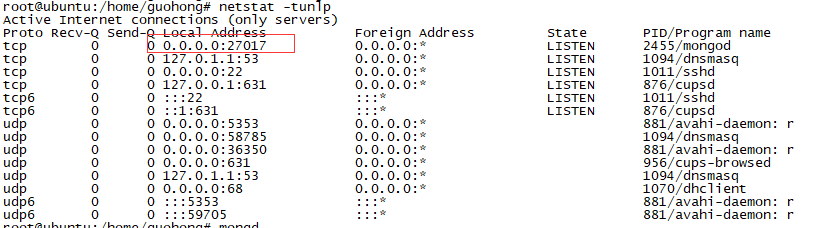 root@ubuntu:/home/guohong# netstat -tunlp
Active Internet connections (only servers)
Proto Recv-Q Send-Q Local Address Foreign Address State PID/Program name
tcp 0 0 0.0.0.0:27017 0.0.0.0:* LISTEN 2455/mongod
tcp 0 0 127.0.1.1:53 0.0.0.0:* LISTEN 1094/dnsmasq
tcp 0 0 0.0.0.0:22 0.0.0.0:* LISTEN 1011/sshd
tcp 0 0 127.0.0.1:631 0.0.0.0:* LISTEN 876/cupsd
tcp6 0 0 :::22 :::* LISTEN 1011/sshd
tcp6 0 0 ::1:631 :::* LISTEN 876/cupsd
udp 0 0 0.0.0.0:5353 0.0.0.0:* 881/avahi-daemon: r
udp 0 0 0.0.0.0:58785 0.0.0.0:* 1094/dnsmasq
udp 0 0 0.0.0.0:36350 0.0.0.0:* 881/avahi-daemon: r
udp 0 0 0.0.0.0:631 0.0.0.0:* 956/cups-browsed
udp 0 0 127.0.1.1:53 0.0.0.0:* 1094/dnsmasq
udp 0 0 0.0.0.0:68 0.0.0.0:* 1070/dhclient
udp6 0 0 :::5353 :::* 881/avahi-daemon: r
udp6 0 0 :::59705 :::* 881/avahi-daemon: r
root@ubuntu:/home/guohong#